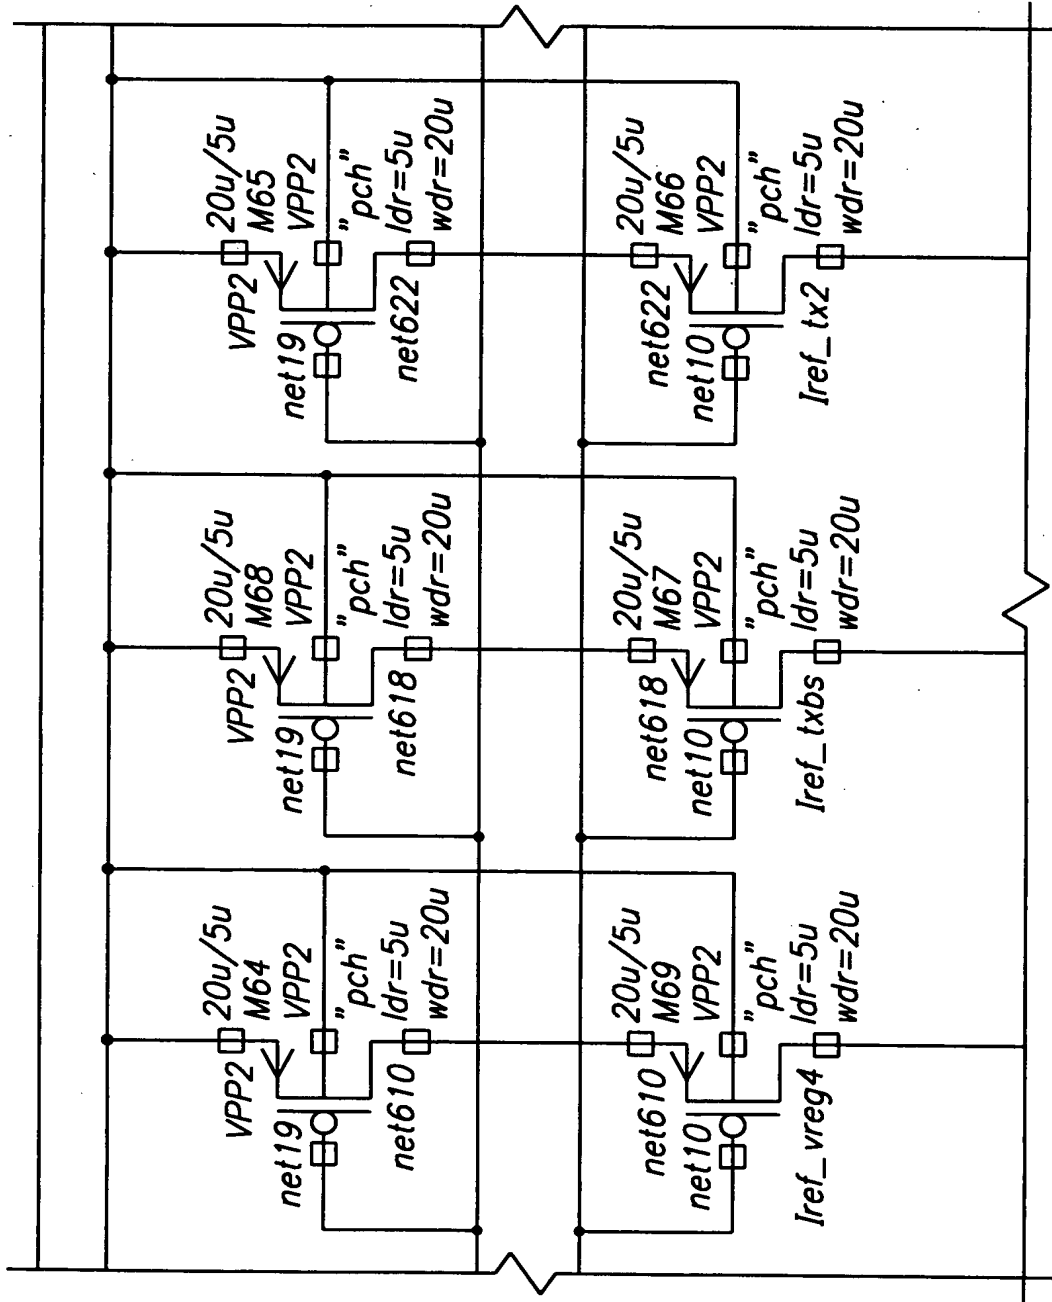 20u/5u
M64
VPP2
VPP2
net19
"pch"
ldr=5u
wdr=20u
net610
20u/5u
M68
VPP2
VPP2
net19
"pch"
ldr=5u
wdr=20u
net618
20u/5u
M65
VPP2
VPP2
net19
"pch"
ldr=5u
wdr=20u
net622
20u/5u
M69
net610
VPP2
net10
"pch"
ldr=5u
wdr=20u
Iref_vreg4
20u/5u
M67
net618
VPP2
net10
"pch"
ldr=5u
wdr=20u
Iref_txbs
20u/5u
M66
net622
VPP2
net10
"pch"
ldr=5u
wdr=20u
Iref_tx2